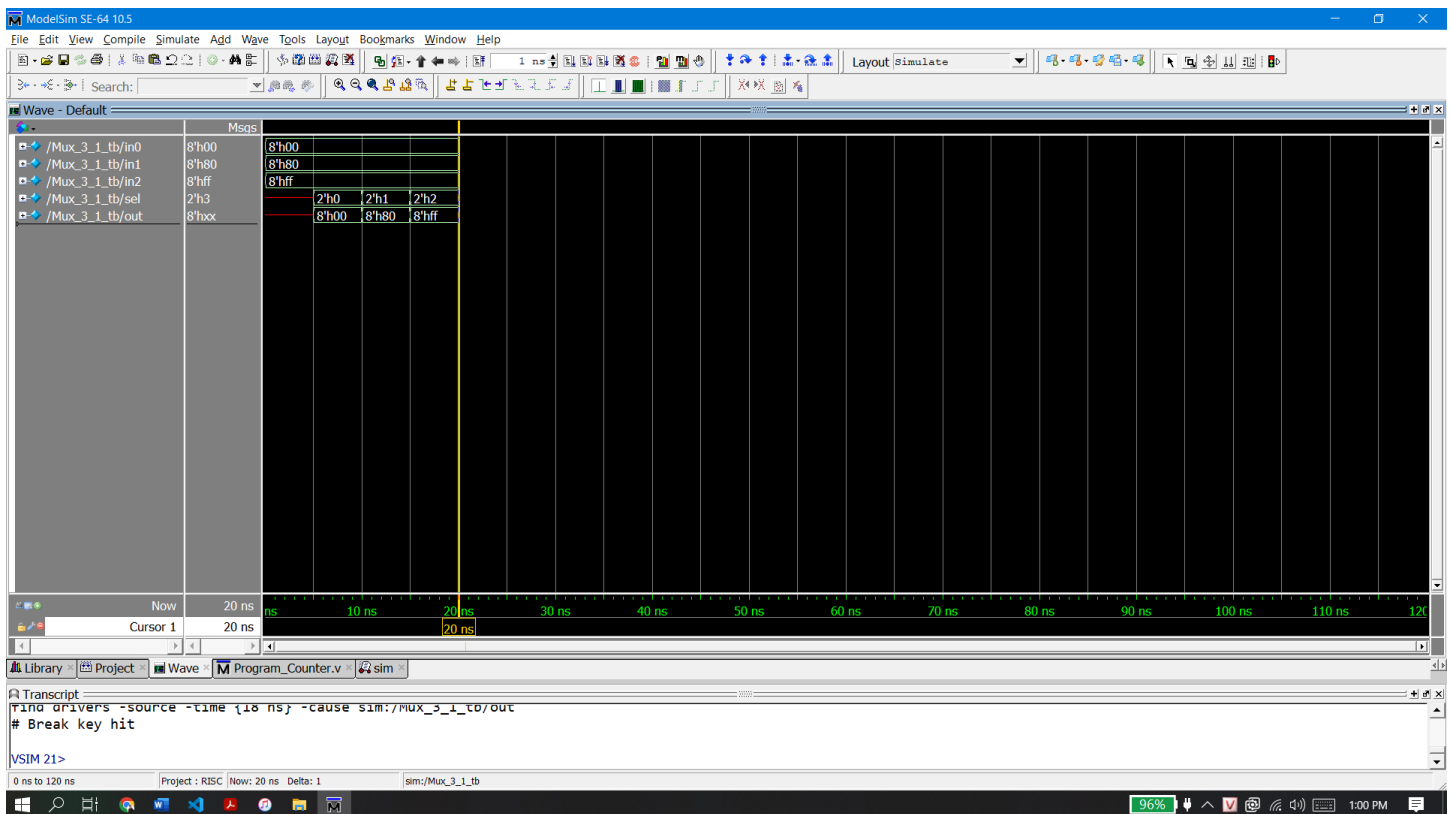 ModelSim SE-64 10.5
File Edit View Compile Simulate Add Wave Tools Layout Bookmarks Window Help
1 ns
Layout Simulate
Search:
Wave - Default
Msgs
/Mux_3_1_tb/in0 8'h00 8'h00
/Mux_3_1_tb/in1 8'h80 8'h80
/Mux_3_1_tb/in2 8'hff 8'hff
/Mux_3_1_tb/sel 2'h3 2'h0 2'h1 2'h2
/Mux_3_1_tb/out 8'hxx 8'h00 8'h80 8'hff
Now 20 ns ns 10 ns 20 ns 30 ns 40 ns 50 ns 60 ns 70 ns 80 ns 90 ns 100 ns 110 ns 120
Cursor 1 20 ns 20 ns
Library Project Wave Program_Counter.v sim
Transcript
find drivers -source -time {18 ns} -cause sim:/Mux_3_1_tb/out
# Break key hit
VSIM 21>
0 ns to 120 ns Project : RISC Now: 20 ns Delta: 1 sim:/Mux_3_1_tb
96% 1:00 PM